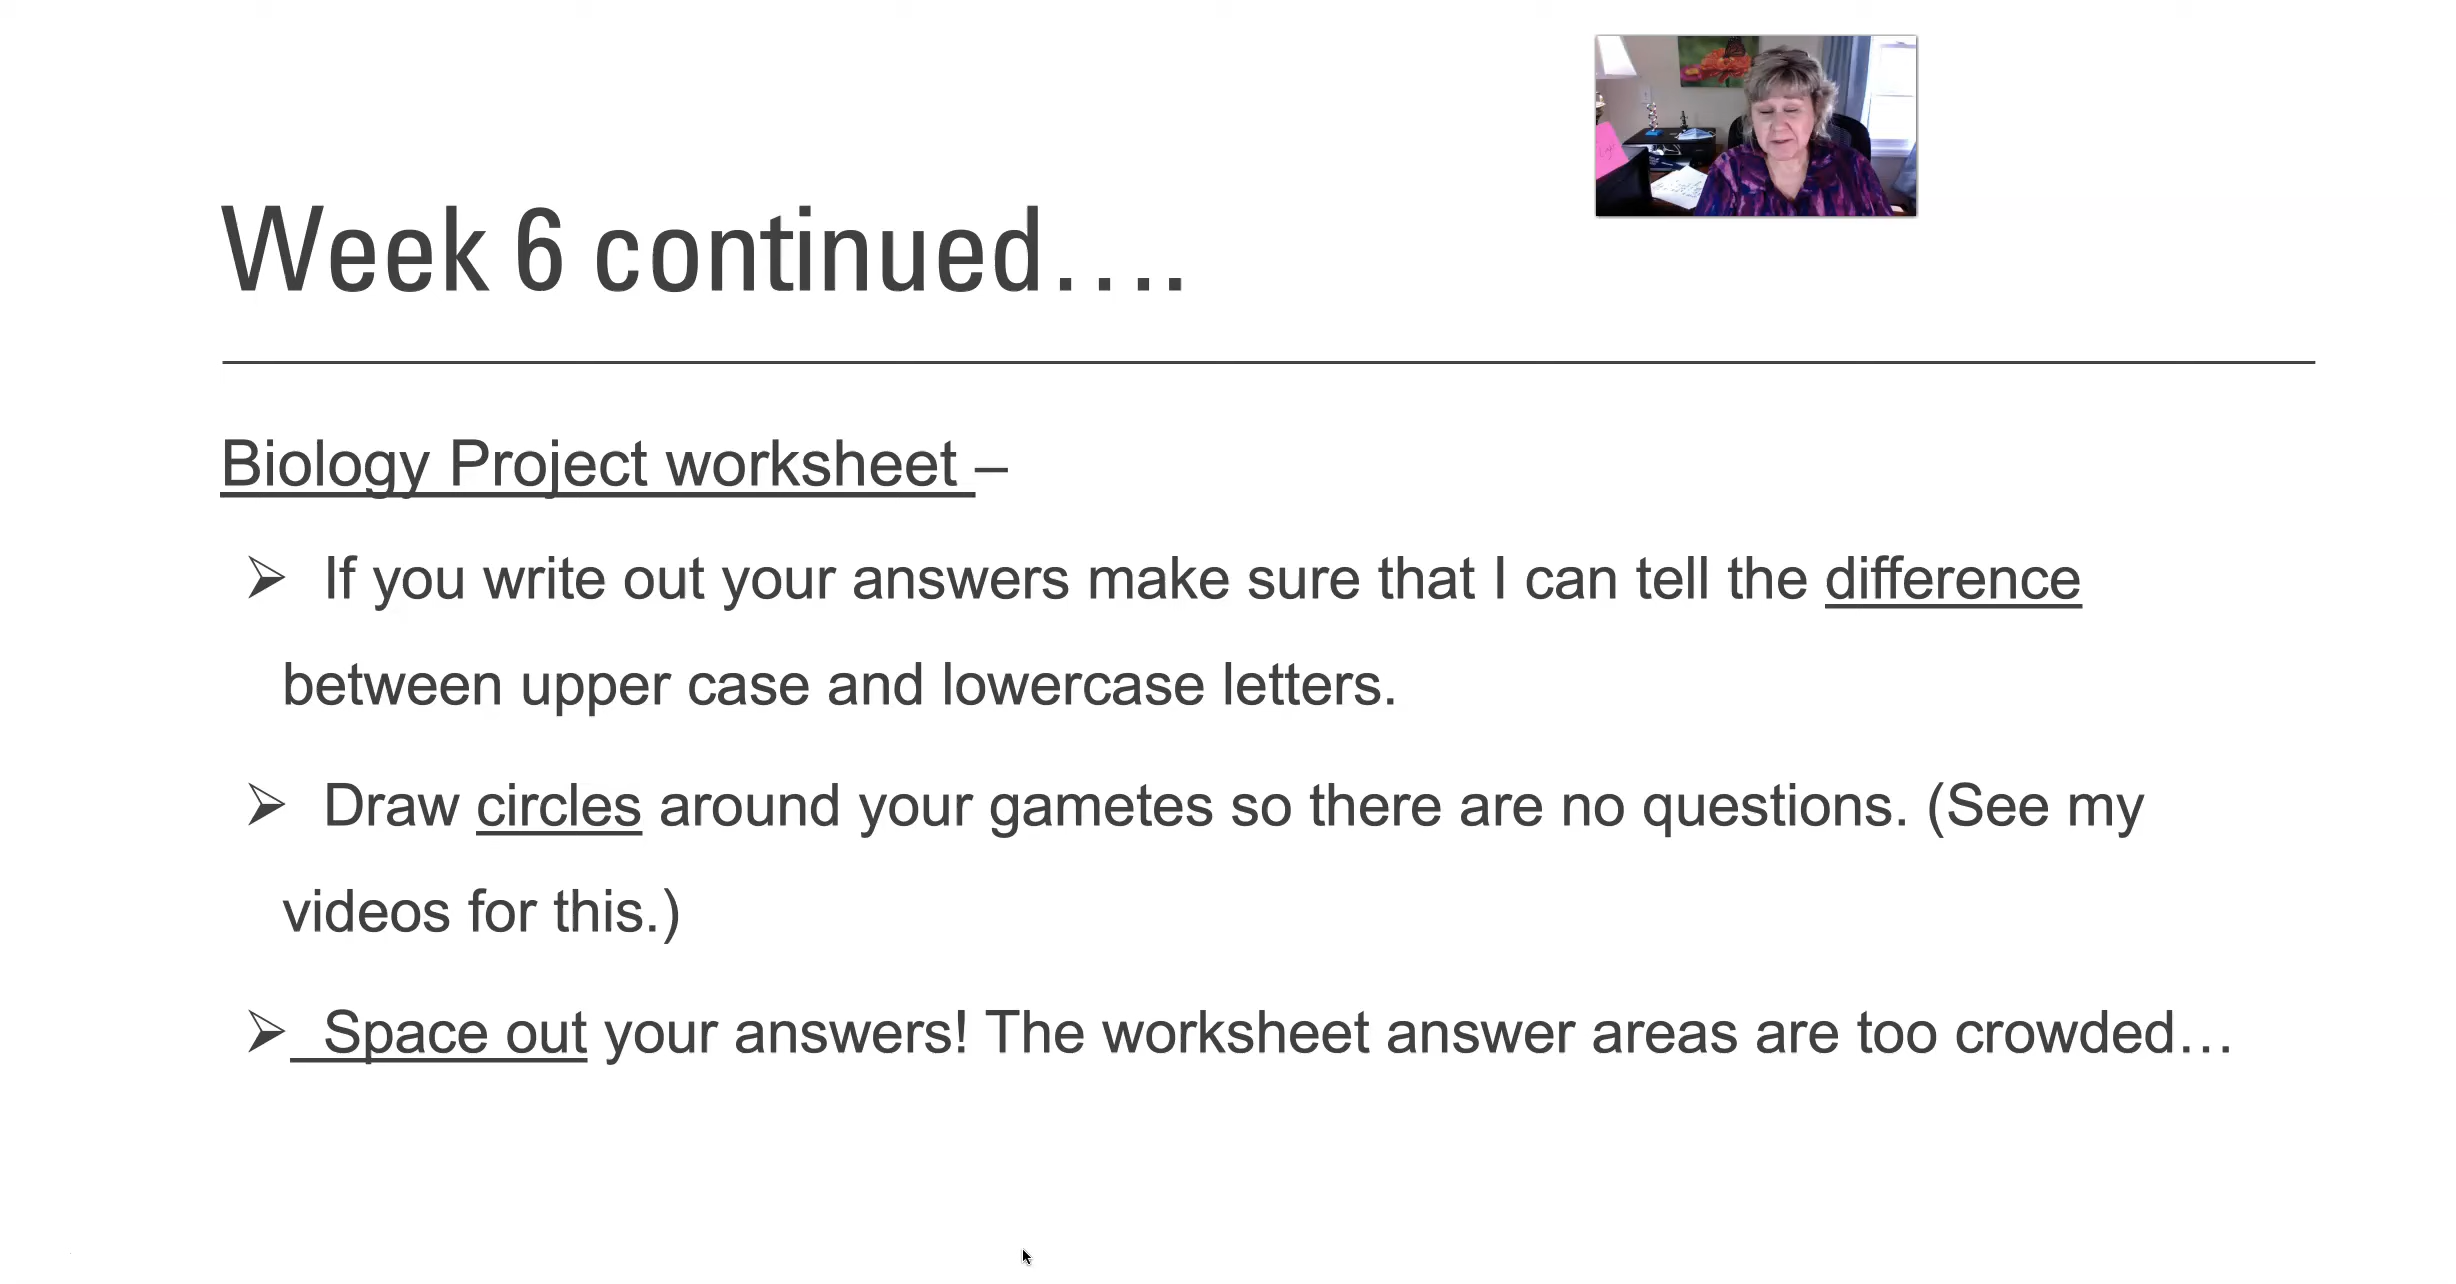 Week 6 continued….
Biology Project worksheet –
➢ If you write out your answers make sure that I can tell the difference
between upper case and lowercase letters.
➢ Draw circles around your gametes so there are no questions. (See my
videos for this.)
➢ Space out your answers! The worksheet answer areas are too crowded…